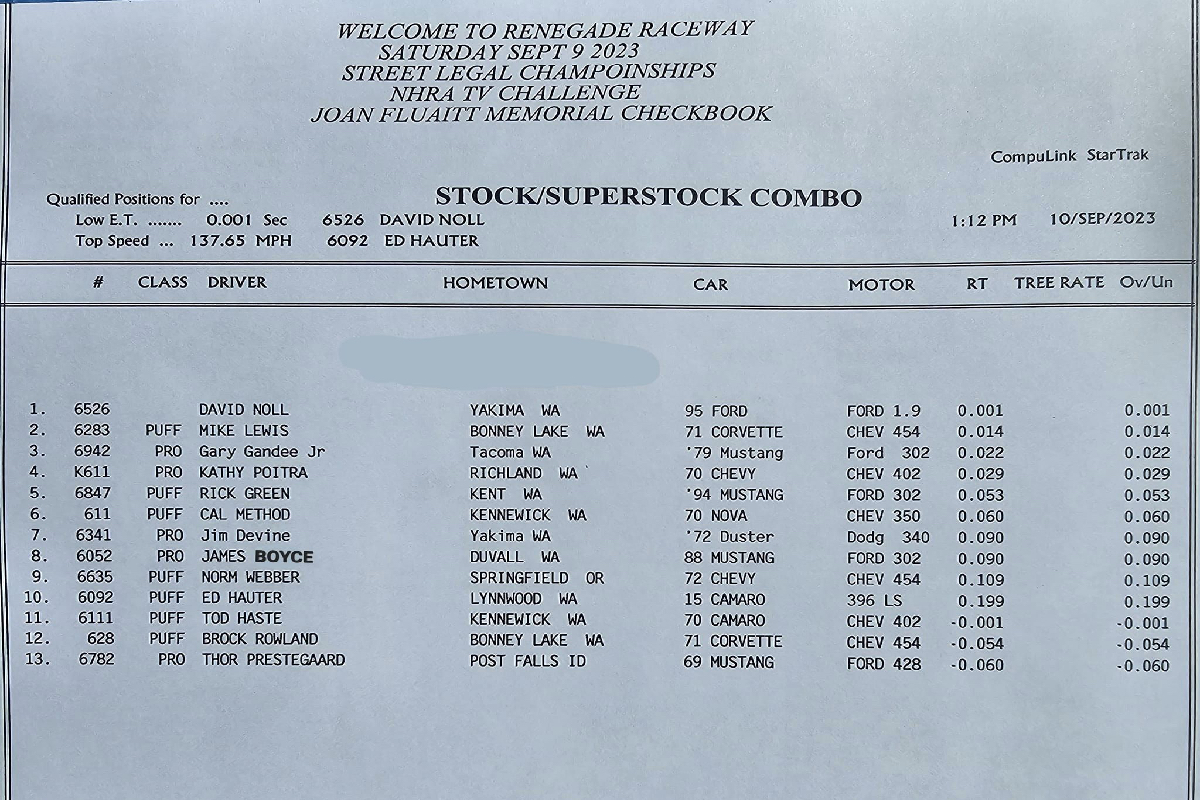 WELCOME TO RENEGADE RACEWAY
SATURDAY SEPT 9 2023
STREET LEGAL CHAMPOINSHIPS
NHRA TV CHALLENGE
JOAN FLUAITT MEMORIAL CHECKBOOK
CompuLink StarTrak
Qualified Positions for .... STOCK/SUPERSTOCK COMBO
Low E.T. ....... 0.001 Sec 6526 DAVID NOLL 1:12 PM 10/SEP/2023
Top Speed ... 137.65 MPH 6092 ED HAUTER
# CLASS DRIVER HOMETOWN CAR MOTOR RT TREE RATE Ov/Un
1. 6526 DAVID NOLL YAKIMA WA 95 FORD FORD 1.9 0.001 0.001
2. 6283 PUFF MIKE LEWIS BONNEY LAKE WA 71 CORVETTE CHEV 454 0.014 0.014
3. 6942 PRO Gary Gandee Jr Tacoma WA '79 Mustang Ford 302 0.022 0.022
4. K611 PRO KATHY POITRA RICHLAND WA 70 CHEVY CHEV 402 0.029 0.029
5. 6847 PUFF RICK GREEN KENT WA '94 MUSTANG FORD 302 0.053 0.053
6. 611 PUFF CAL METHOD KENNEWICK WA 70 NOVA CHEV 350 0.060 0.060
7. 6341 PRO Jim Devine Yakima WA '72 Duster Dodg 340 0.090 0.090
8. 6052 PRO JAMES BOYCE DUVALL WA 88 MUSTANG FORD 302 0.090 0.090
9. 6635 PUFF NORM WEBBER SPRINGFIELD OR 72 CHEVY CHEV 454 0.109 0.109
10. 6092 PUFF ED HAUTER LYNNWOOD WA 15 CAMARO 396 LS 0.199 0.199
11. 6111 PUFF TOD HASTE KENNEWICK WA 70 CAMARO CHEV 402 -0.001 -0.001
12. 628 PUFF BROCK ROWLAND BONNEY LAKE WA 71 CORVETTE CHEV 454 -0.054 -0.054
13. 6782 PRO THOR PRESTEGAARD POST FALLS ID 69 MUSTANG FORD 428 -0.060 -0.060